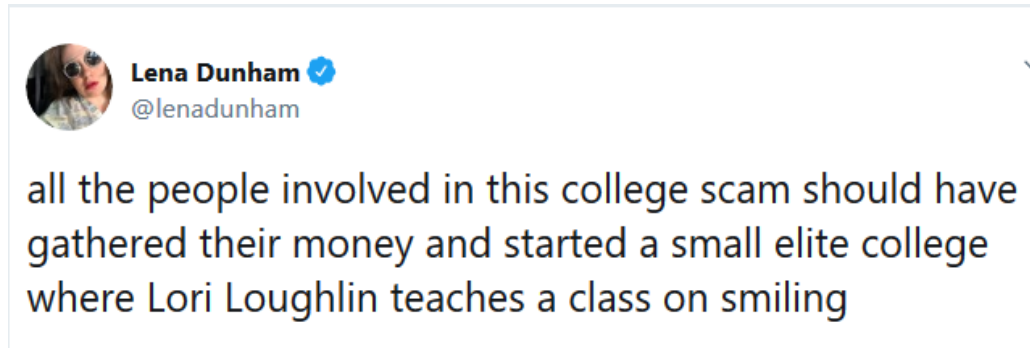 Lena Dunham
@lenadunham
all the people involved in this college scam should have
gathered their money and started a small elite college
where Lori Loughlin teaches a class on smiling